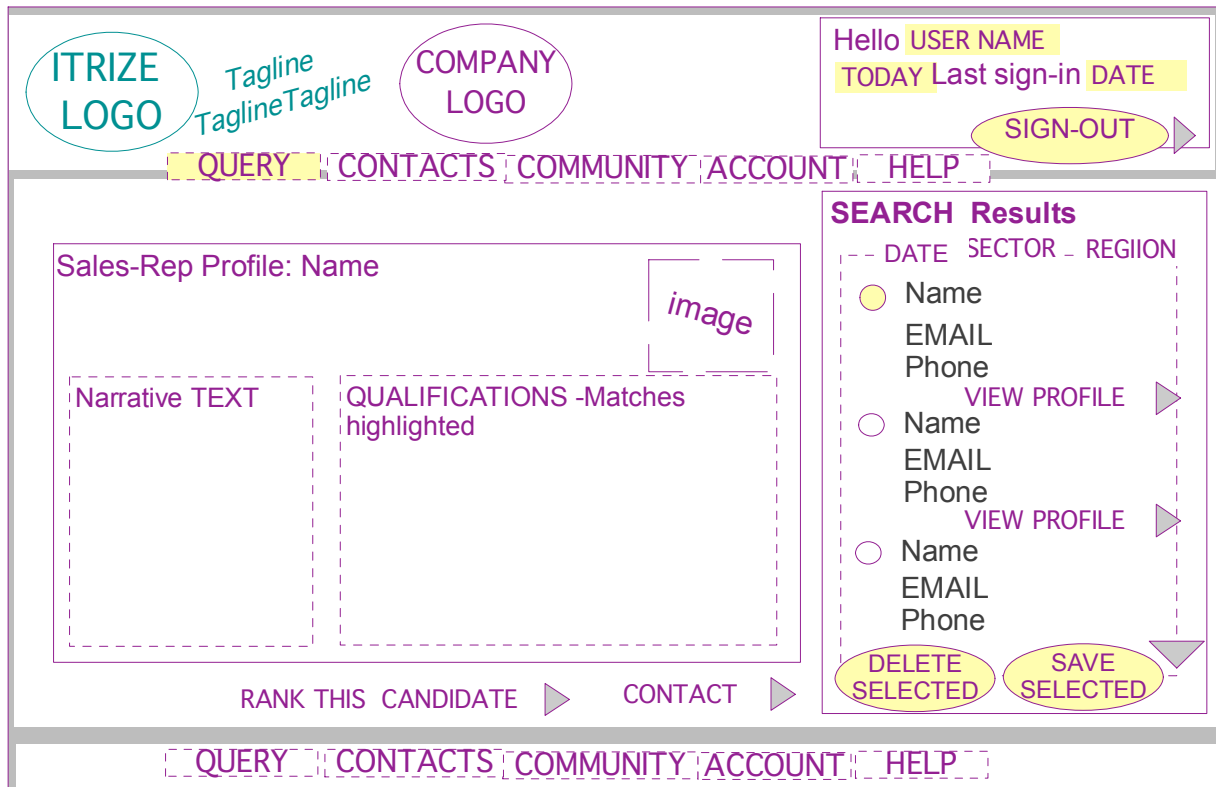 ITRIZE
LOGO
Tagline
TaglineTagline
COMPANY
LOGO
Hello USER NAME
TODAY Last sign-in DATE
SIGN-OUT
QUERY CONTACTS COMMUNITY ACCOUNT HELP
Sales-Rep Profile: Name
image
Narrative TEXT
QUALIFICATIONS -Matches
highlighted
RANK THIS CANDIDATE
CONTACT
SEARCH Results
DATE SECTOR REGIION
Name
EMAIL
Phone
VIEW PROFILE
Name
EMAIL
Phone
VIEW PROFILE
Name
EMAIL
Phone
DELETE
SELECTED
SAVE
SELECTED
QUERY CONTACTS COMMUNITY ACCOUNT HELP